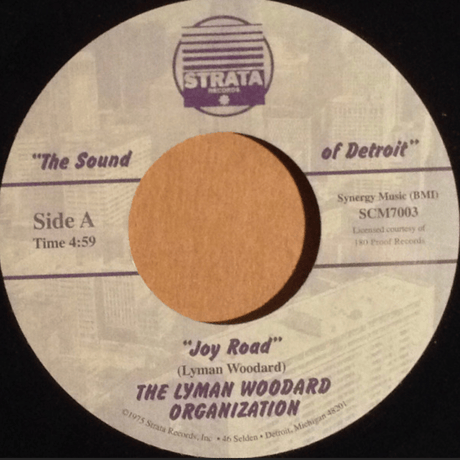 STRATA
RECORDS
"The Sound of Detroit"
Side A
Time 4:59
Synergy Music (BMI)
SCM7003
Licensed courtesy of
180 Proof Records
"Joy Road"
(Lyman Woodard)
THE LYMAN WOODARD
ORGANIZATION
©1975 Strata Records, Inc • 46 Selden • Detroit, Michigan 48201